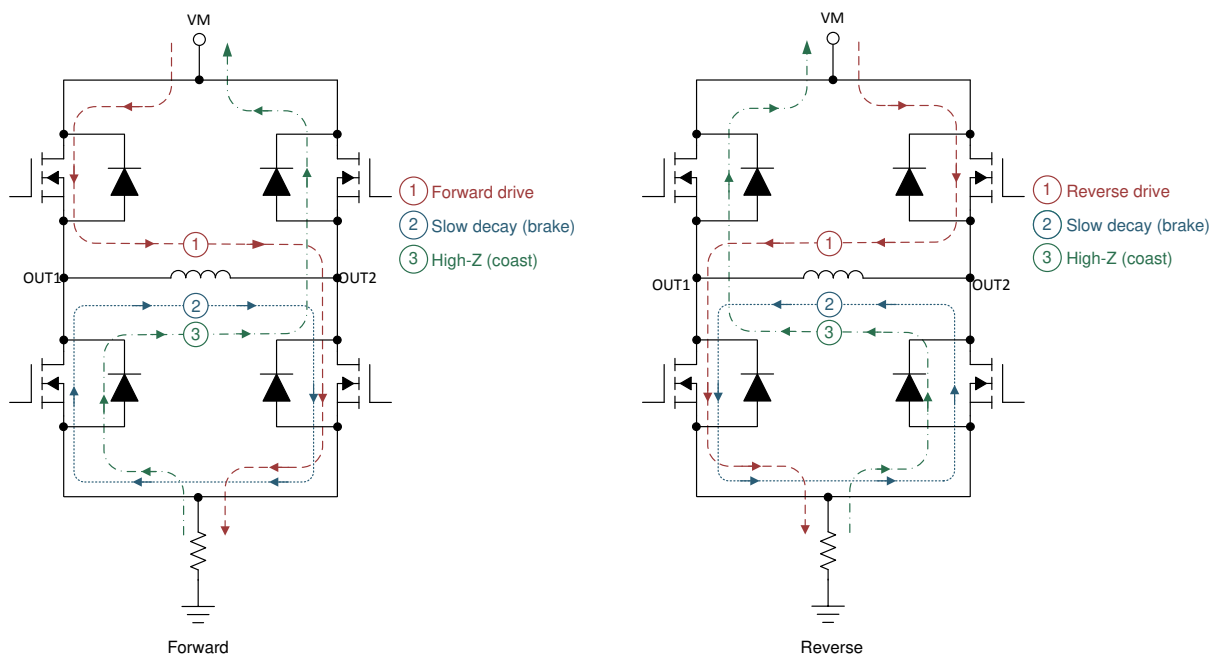 VM
1 Forward drive
2 Slow decay (brake)
3 High-Z (coast)
1
OUT1
OUT2
2
3
Forward
VM
1 Reverse drive
2 Slow decay (brake)
3 High-Z (coast)
1
OUT1
OUT2
2
3
Reverse